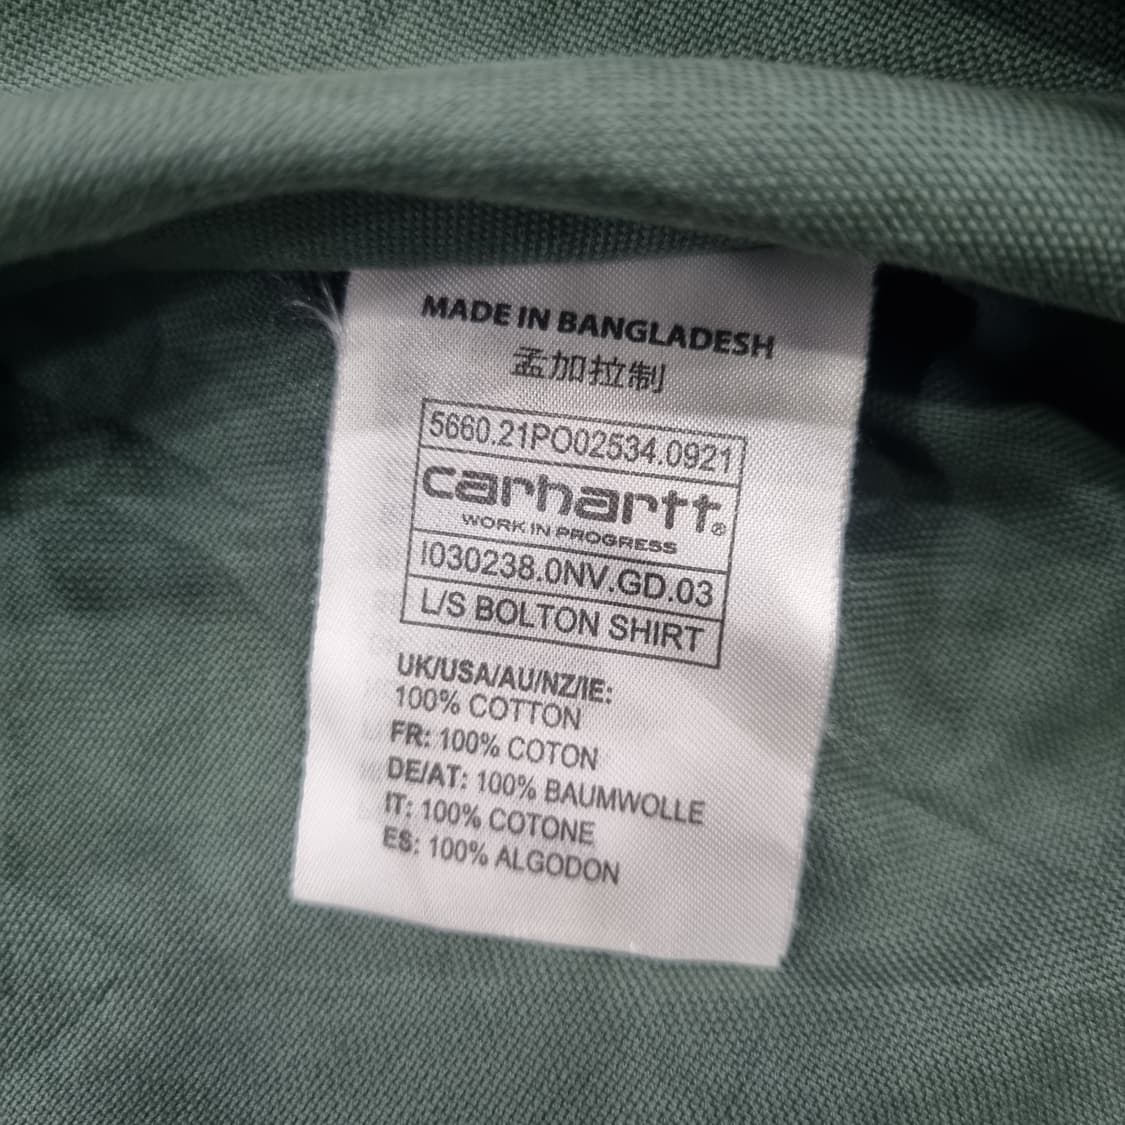 MADE IN BANGLADESH
孟加拉制
5660.21PO02534.0921
carhartt®
WORK IN PROGRESS
I030238.0NV.GD.03
L/S BOLTON SHIRT
UK/USA/AU/NZ/IE:
100% COTTON
FR: 100% COTON
DE/AT: 100% BAUMWOLLE
IT: 100% COTONE
ES: 100% ALGODON